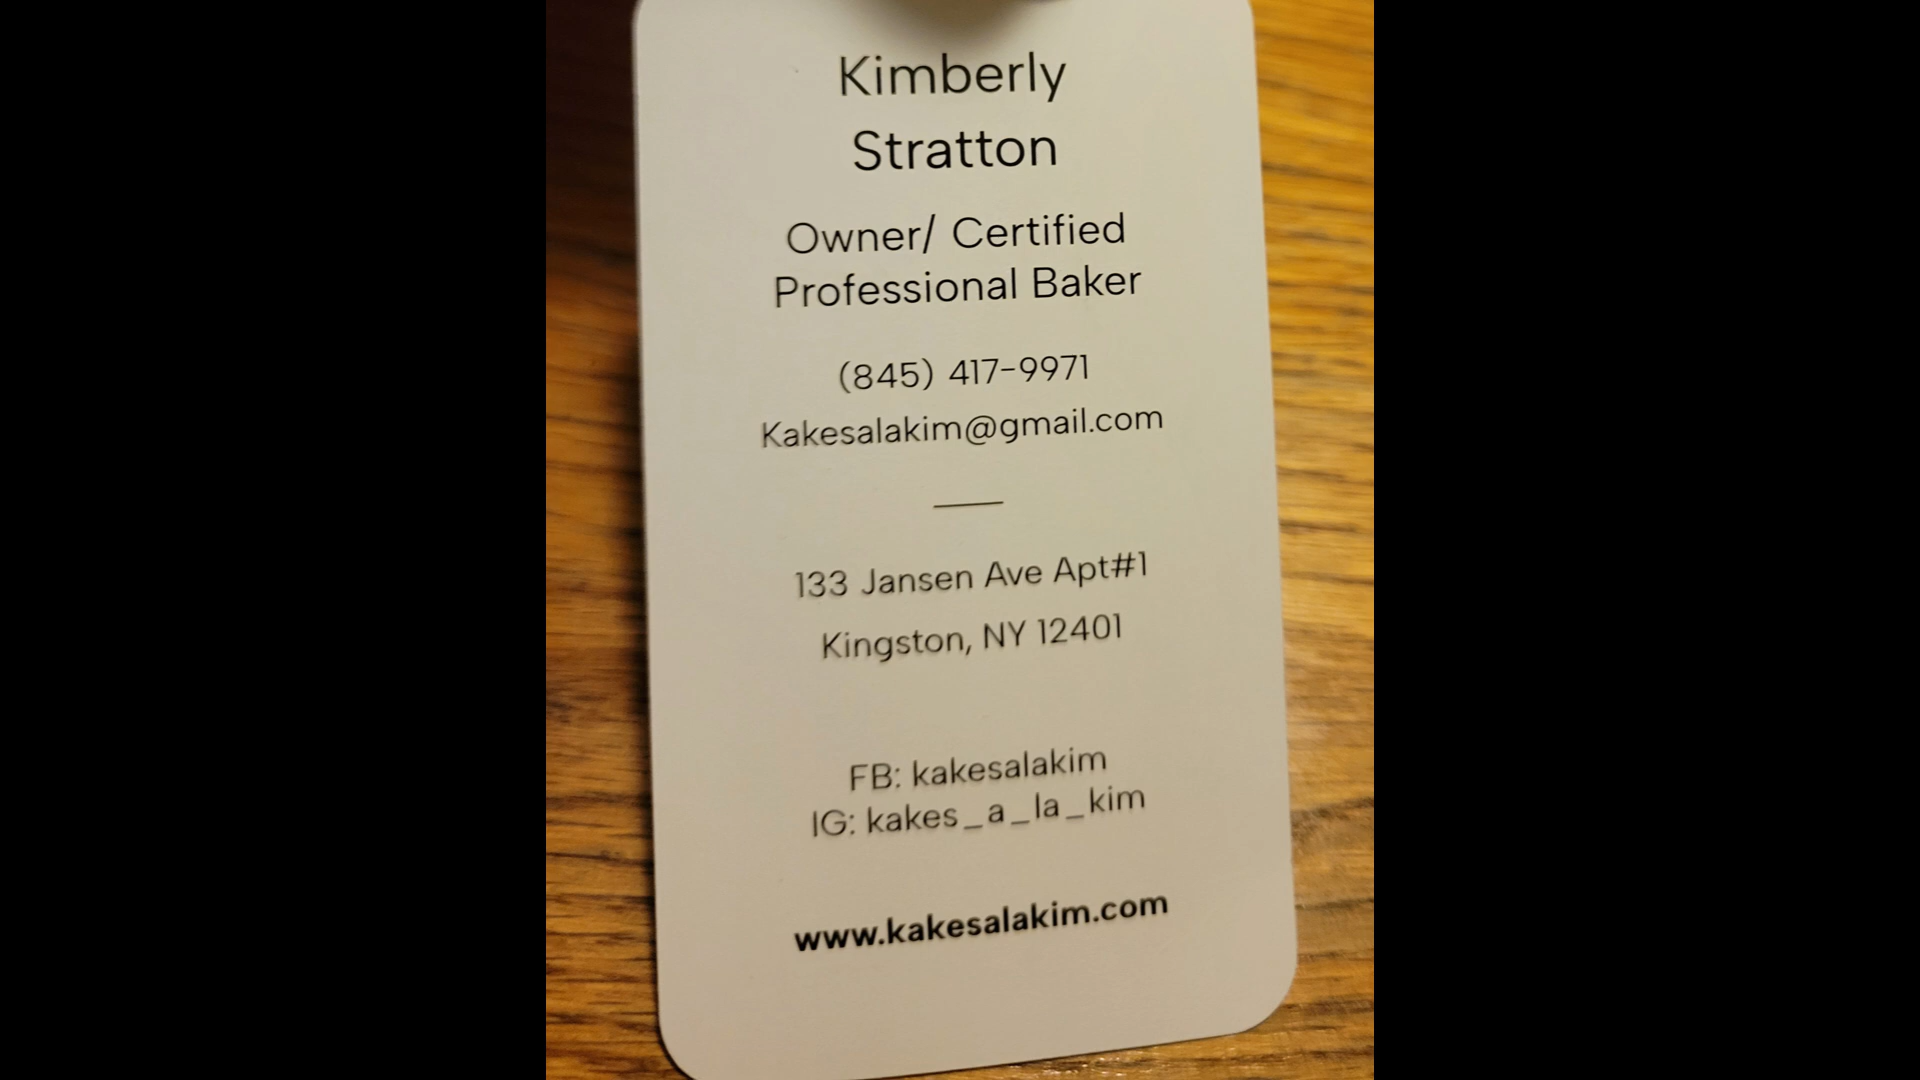 Kimberly
Stratton
Owner/ Certified
Professional Baker
(845) 417-9971
Kakesalakim@gmail.com
133 Jansen Ave Apt#1
Kingston, NY 12401
FB: kakesalakim
IG: kakes_a_la_kim
www.kakesalakim.com